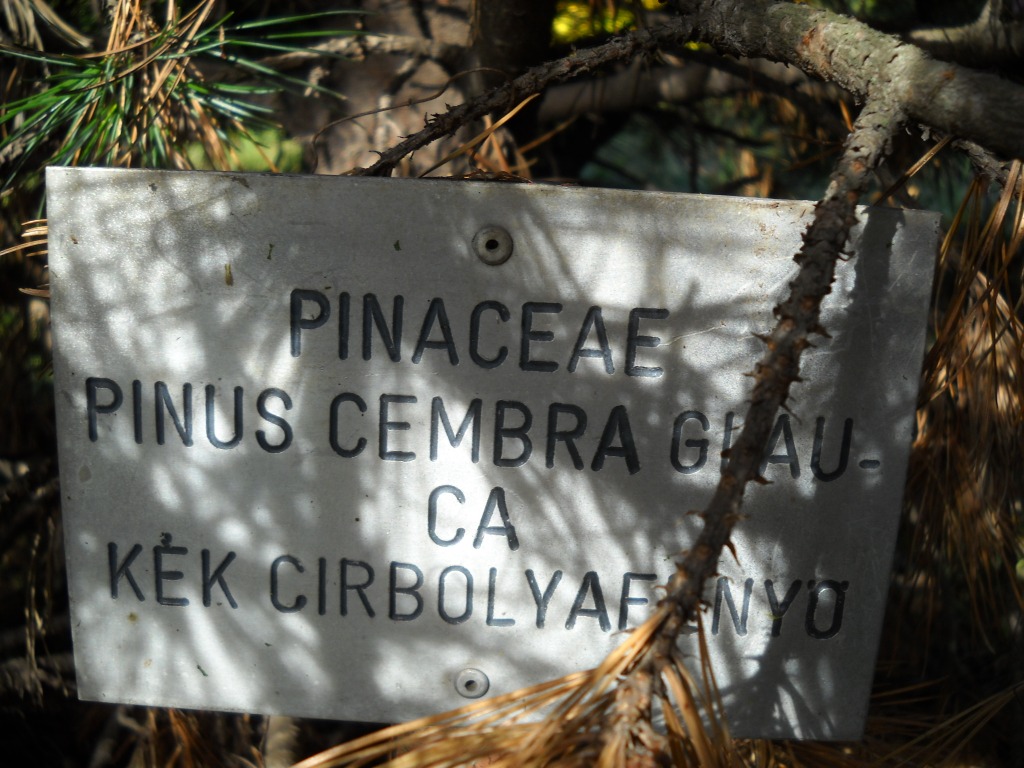 PINACEAE
PINUS CEMBRA GLAU-
CA
KÉK CIRBOLYAFENYŐ